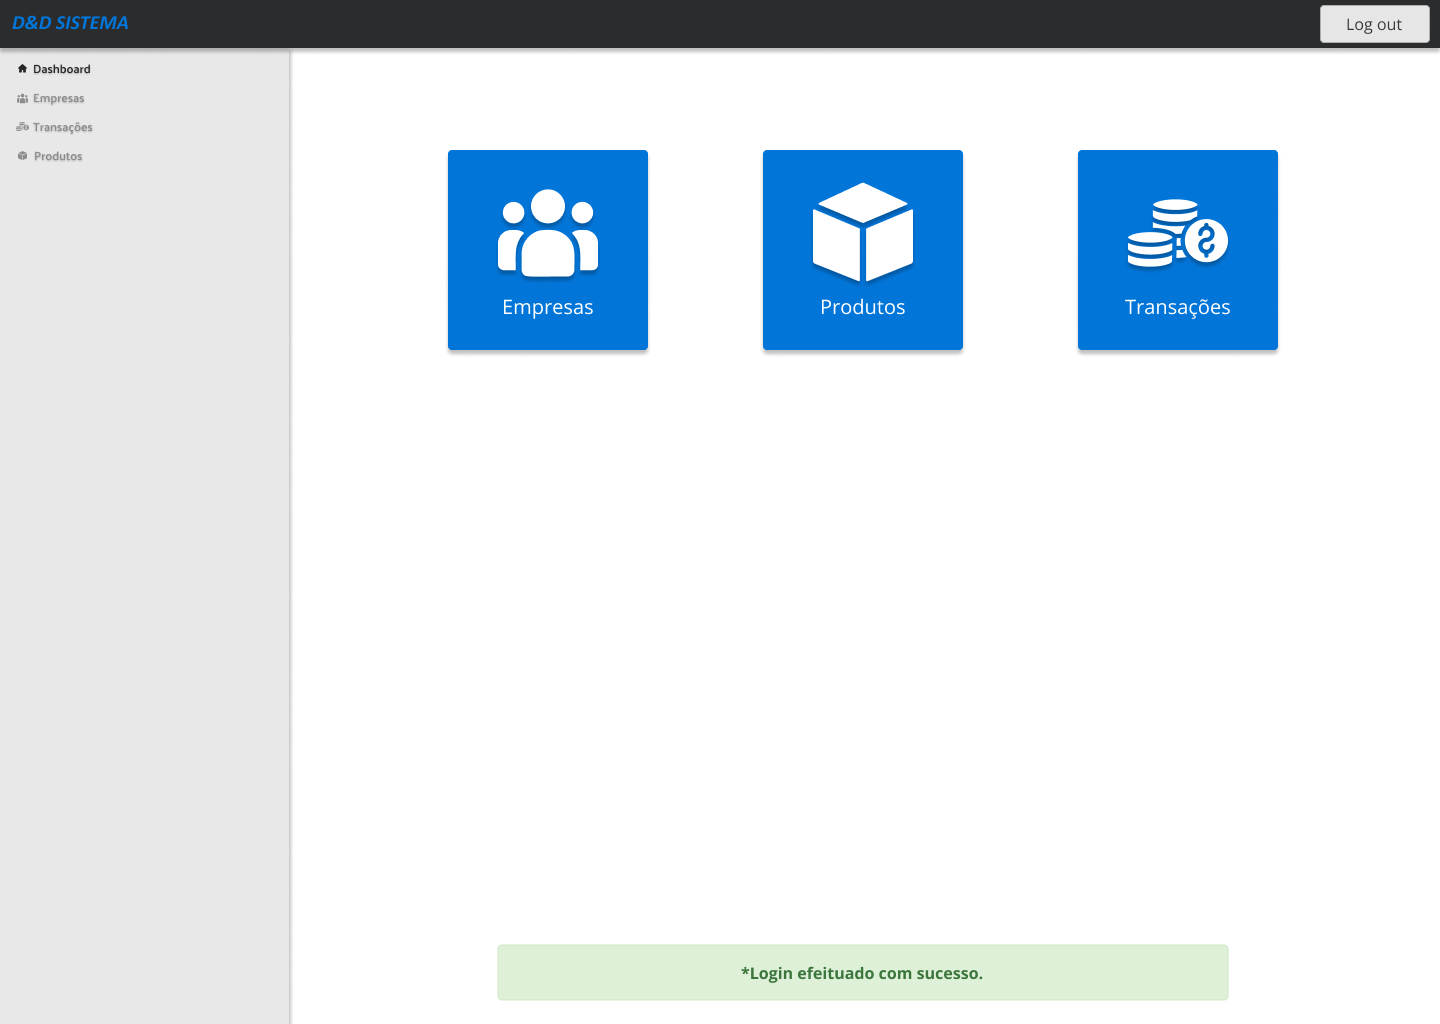 D&D SISTEMA
Log out
Dashboard
Empresas
Transações
Produtos
Empresas
Produtos
Transações
*Login efeituado com sucesso.